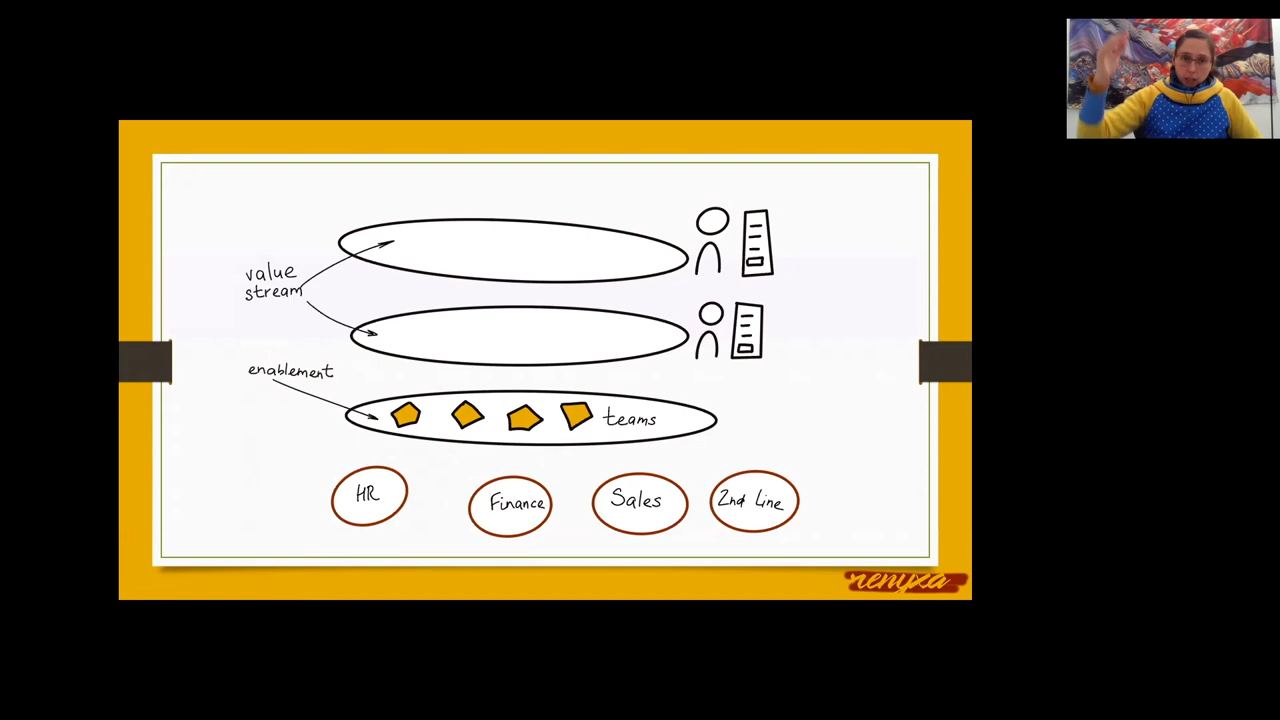 value
stream
enablement
teams
HR
Finance
Sales
2nd Line
renyxa